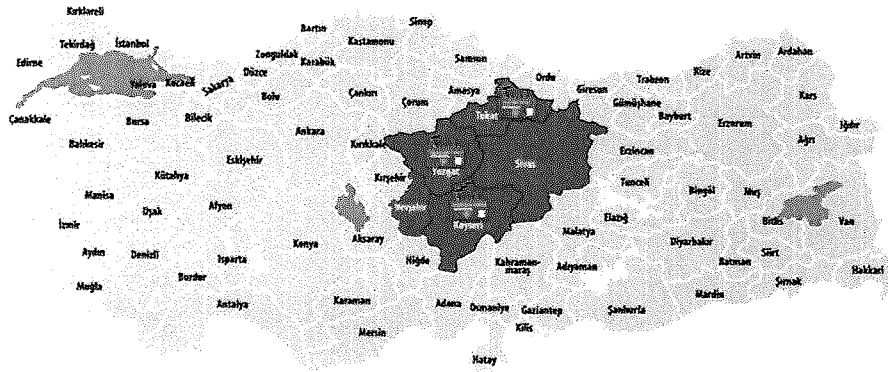 Kırklareli
Tekirdağ
İstanbul
Edirne
Yalova
Kocaeli
Sakarya
Düzce
Zonguldak
Bartın
Karabük
Kastamonu
Sinop
Samsun
Ordu
Giresun
Trabzon
Rize
Artvin
Ardahan
Çanakkale
Bursa
Bilecik
Bolu
Çankırı
Çorum
Amasya
Tokat
Gümüşhane
Bayburt
Erzurum
Kars
Iğdır
Balıkesir
Kütahya
Eskişehir
Ankara
Kırıkkale
Yozgat
Sivas
Erzincan
Ağrı
Manisa
Uşak
Afyon
Kırşehir
Nevşehir
Kayseri
Tunceli
Bingöl
Muş
İzmir
Konya
Aksaray
Malatya
Elazığ
Bitlis
Van
Aydın
Denizli
Isparta
Niğde
Kahraman-
maraş
Adıyaman
Diyarbakır
Batman
Siirt
Hakkari
Muğla
Burdur
Antalya
Karaman
Adana
Osmaniye
Gaziantep
Şanlıurfa
Mardin
Şırnak
Mersin
Kilis
Hatay